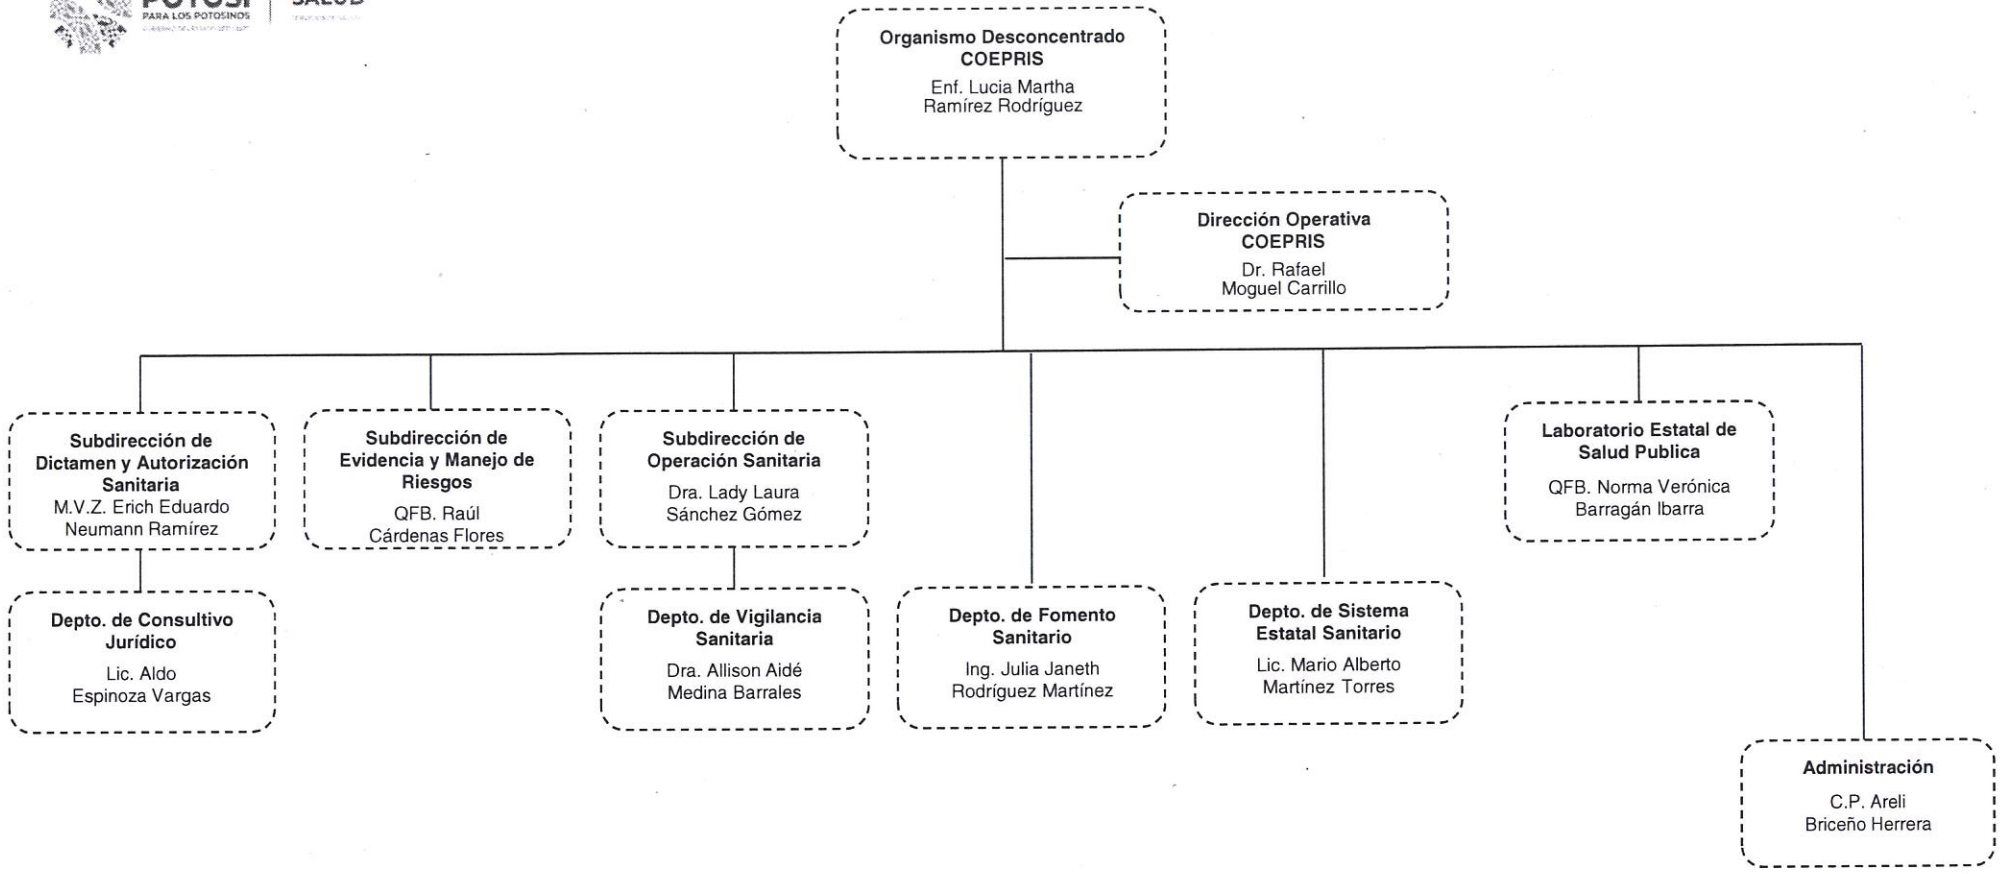 POTOSÍ
PARA LOS POTOSINOS
SALUD
Organismo Desconcentrado
COEPRIS
Enf. Lucia Martha
Ramírez Rodríguez
Dirección Operativa
COEPRIS
Dr. Rafael
Moguel Carrillo
Subdirección de
Dictamen y Autorización
Sanitaria
M.V.Z. Erich Eduardo
Neumann Ramírez
Subdirección de
Evidencia y Manejo de
Riesgos
QFB. Raúl
Cárdenas Flores
Subdirección de
Operación Sanitaria
Dra. Lady Laura
Sánchez Gómez
Laboratorio Estatal de
Salud Publica
QFB. Norma Verónica
Barragán Ibarra
Depto. de Consultivo
Jurídico
Lic. Aldo
Espinoza Vargas
Depto. de Vigilancia
Sanitaria
Dra. Allison Aidé
Medina Barrales
Depto. de Fomento
Sanitario
Ing. Julia Janeth
Rodríguez Martínez
Depto. de Sistema
Estatal Sanitario
Lic. Mario Alberto
Martínez Torres
Administración
C.P. Areli
Briceño Herrera